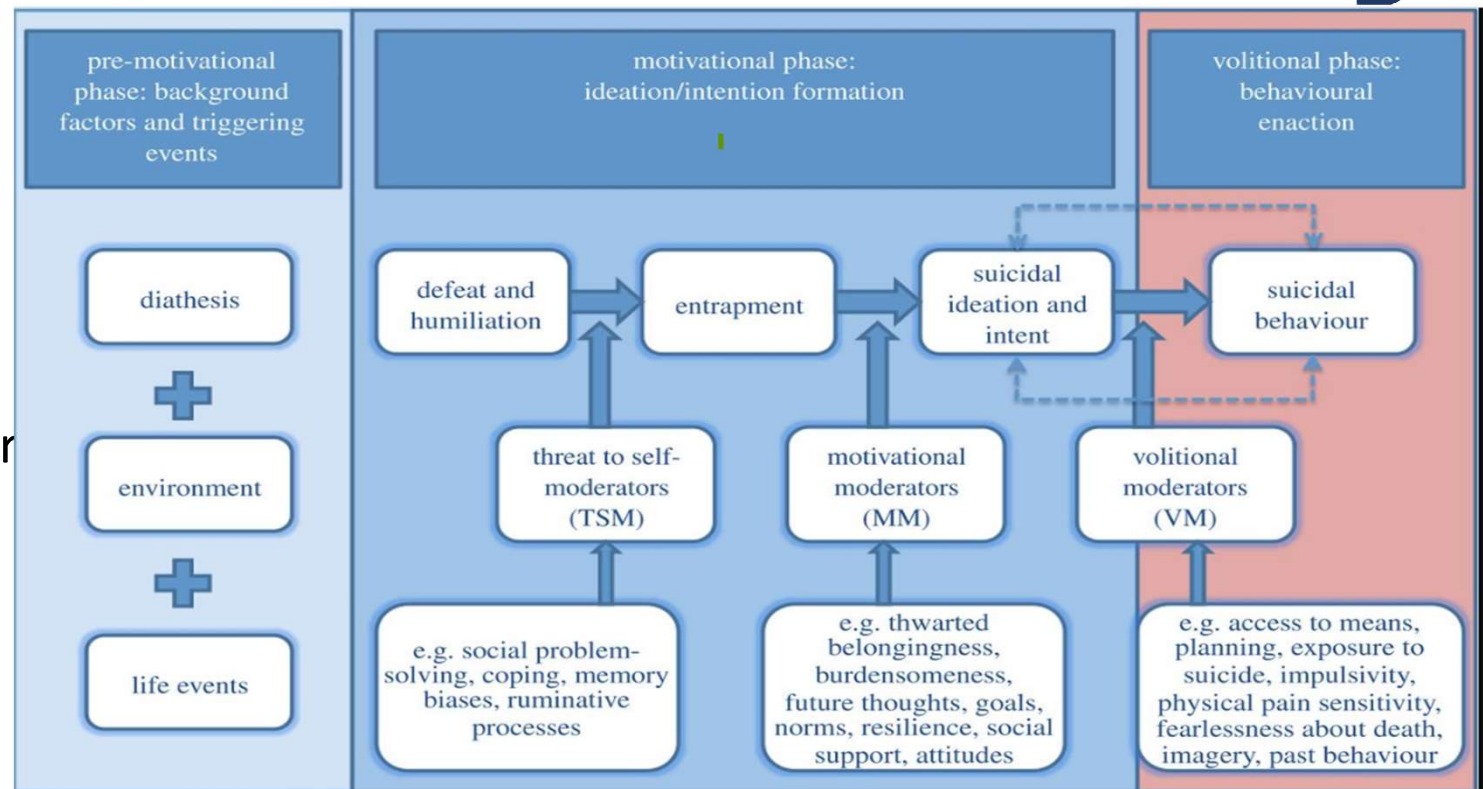 pre-motivational
phase: background
factors and triggering
events
motivational phase:
ideation/intention formation
volitional phase:
behavioural
enaction
diathesis
environment
life events
defeat and
humiliation
entrapment
suicidal
ideation and
intent
suicidal
behaviour
threat to self-
moderators
(TSM)
motivational
moderators
(MM)
volitional
moderators
(VM)
e.g. social problem-
solving, coping, memory
biases, ruminative
processes
e.g. thwarted
belongingness,
burdensomeness,
future thoughts, goals,
norms, resilience, social
support, attitudes
e.g. access to means,
planning, exposure to
suicide, impulsivity,
physical pain sensitivity,
fearlessness about death,
imagery, past behaviour